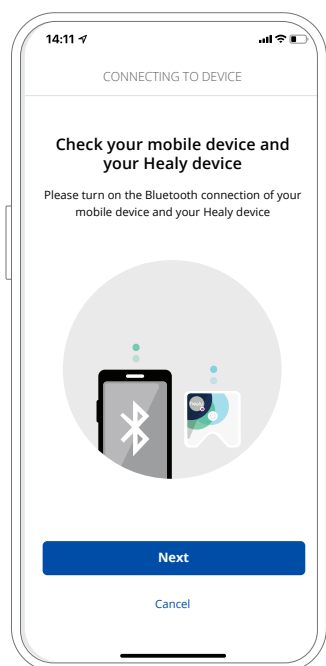 14:11
CONNECTING TO DEVICE
Check your mobile device and
your Healy device
Please turn on the Bluetooth connection of your
mobile device and your Healy device
Next
Cancel